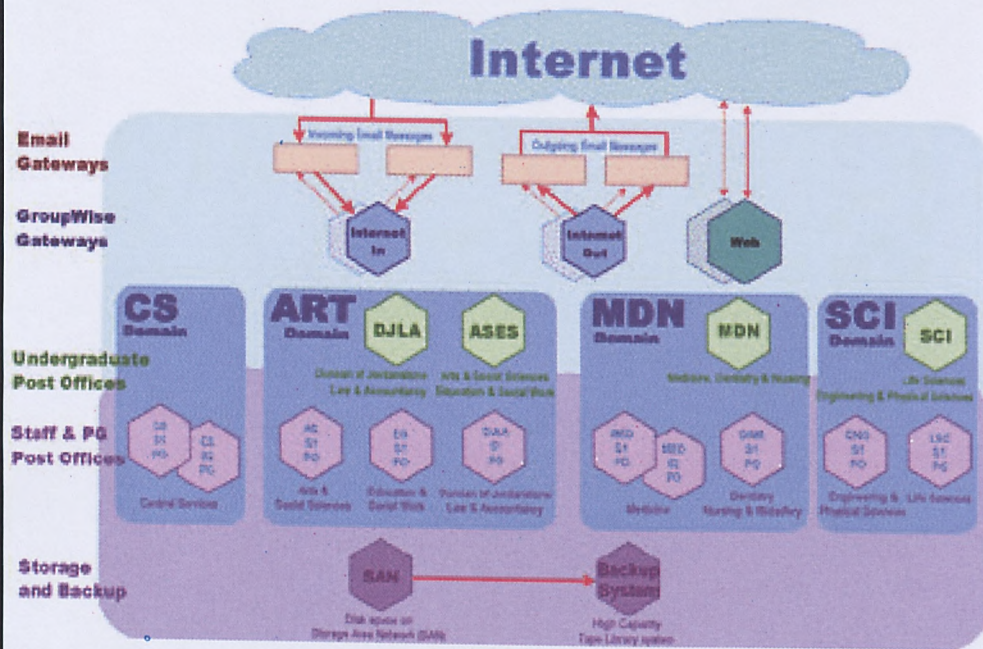 Internet
Email
Gateways
Incoming Email Messages
Outgoing Email Messages
GroupWise
Gateways
Internet
In
Internet
Out
Web
CS
Domain
ART
Domain
DJLA
ASES
MDN
Domain
MDN
SCI
Domain
SCI
Undergraduate
Post Offices
Division of Jordanstone
Law & Accountancy
Arts & Social Sciences
Education & Social Work
Medicine, Dentistry & Nursing
Life Sciences
Engineering & Physical Sciences
Staff & PG
Post Offices
Central Services
Arts &
Social Sciences
Education &
Social Work
Law & Accountancy
Medicine
Dentistry
Nursing & Midwifery
Engineering &
Physical Sciences
Life Sciences
Storage
and Backup
SAN
Backup
System
Disk space on
Storage Area Network (SAN)
High Capacity
Tape Library system